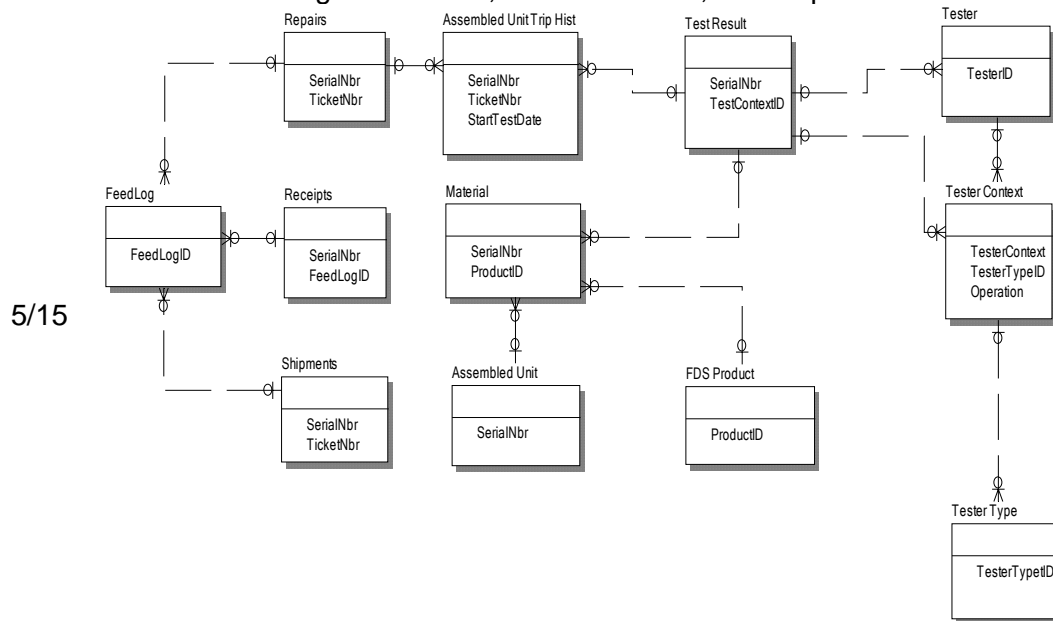 Repairs
SerialNbr
TicketNbr
Assembled Unit Trip Hist
SerialNbr
TicketNbr
StartTestDate
Test Result
SerialNbr
TestContextID
Tester
TesterID
FeedLog
FeedLogID
Receipts
SerialNbr
FeedLogID
Material
SerialNbr
ProductID
Tester Context
TesterContext
TesterTypeID
Operation
5/15
Shipments
SerialNbr
TicketNbr
Assembled Unit
SerialNbr
FDS Product
ProductID
Tester Type
TesterTypetID